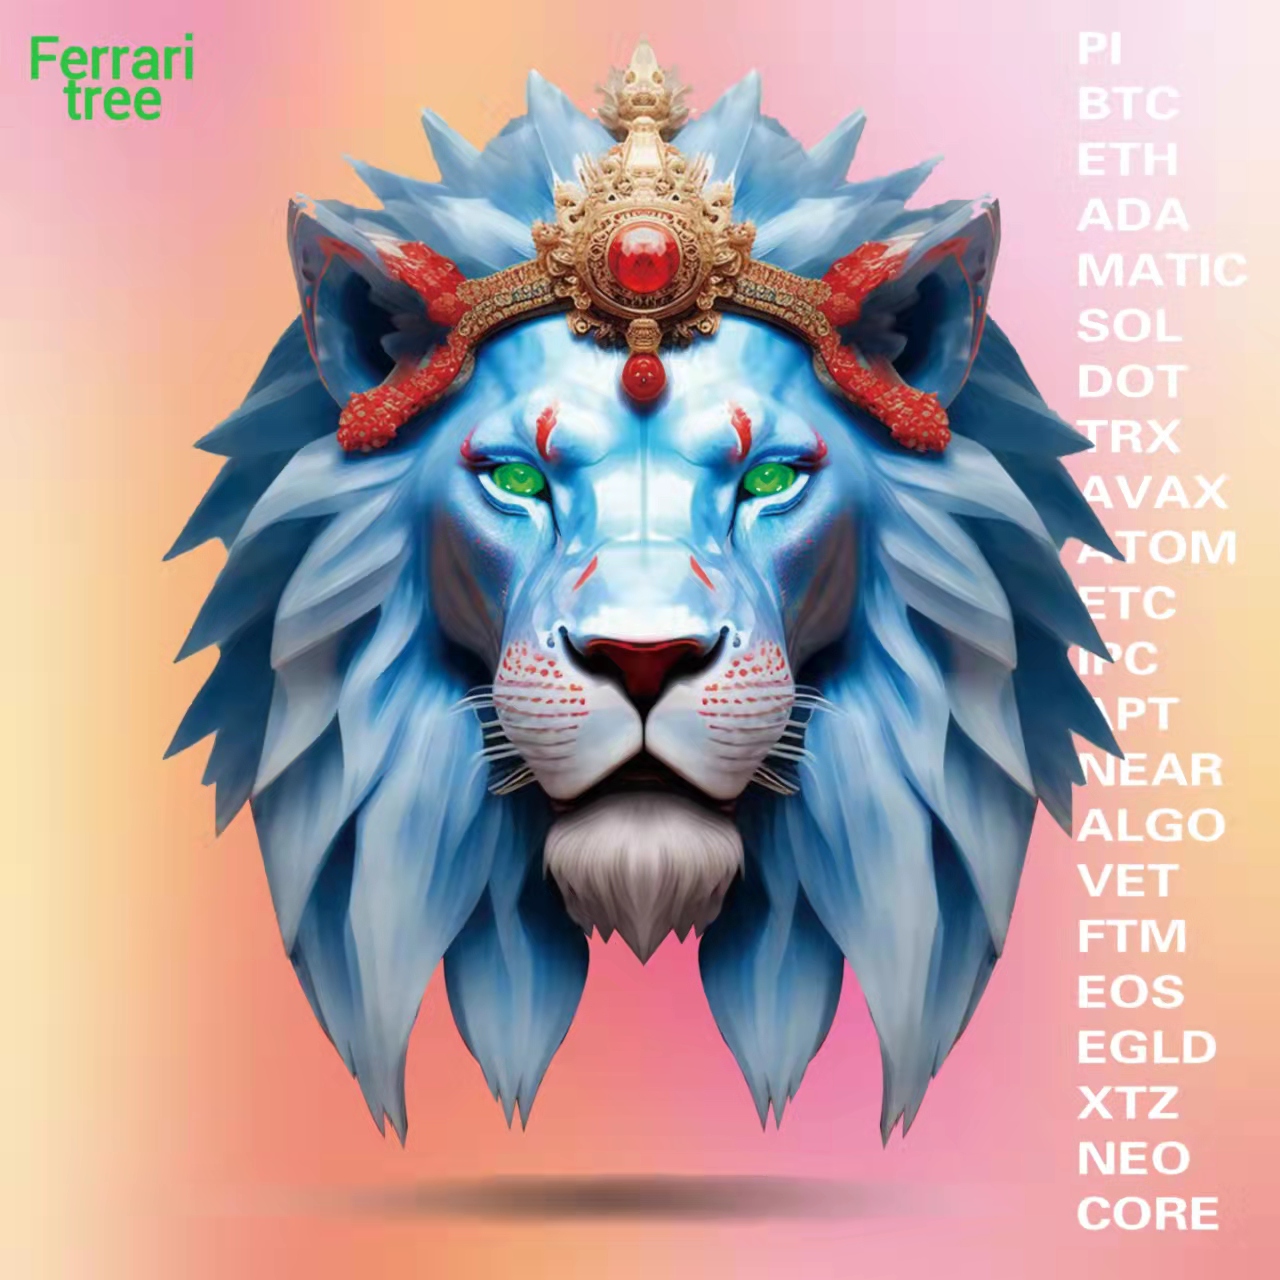 Ferrari
tree
PI
BTC
ETH
ADA
MATIC
SOL
DOT
TRX
AVAX
ATOM
ETC
IPC
APT
NEAR
ALGO
VET
FTM
EOS
EGLD
XTZ
NEO
CORE